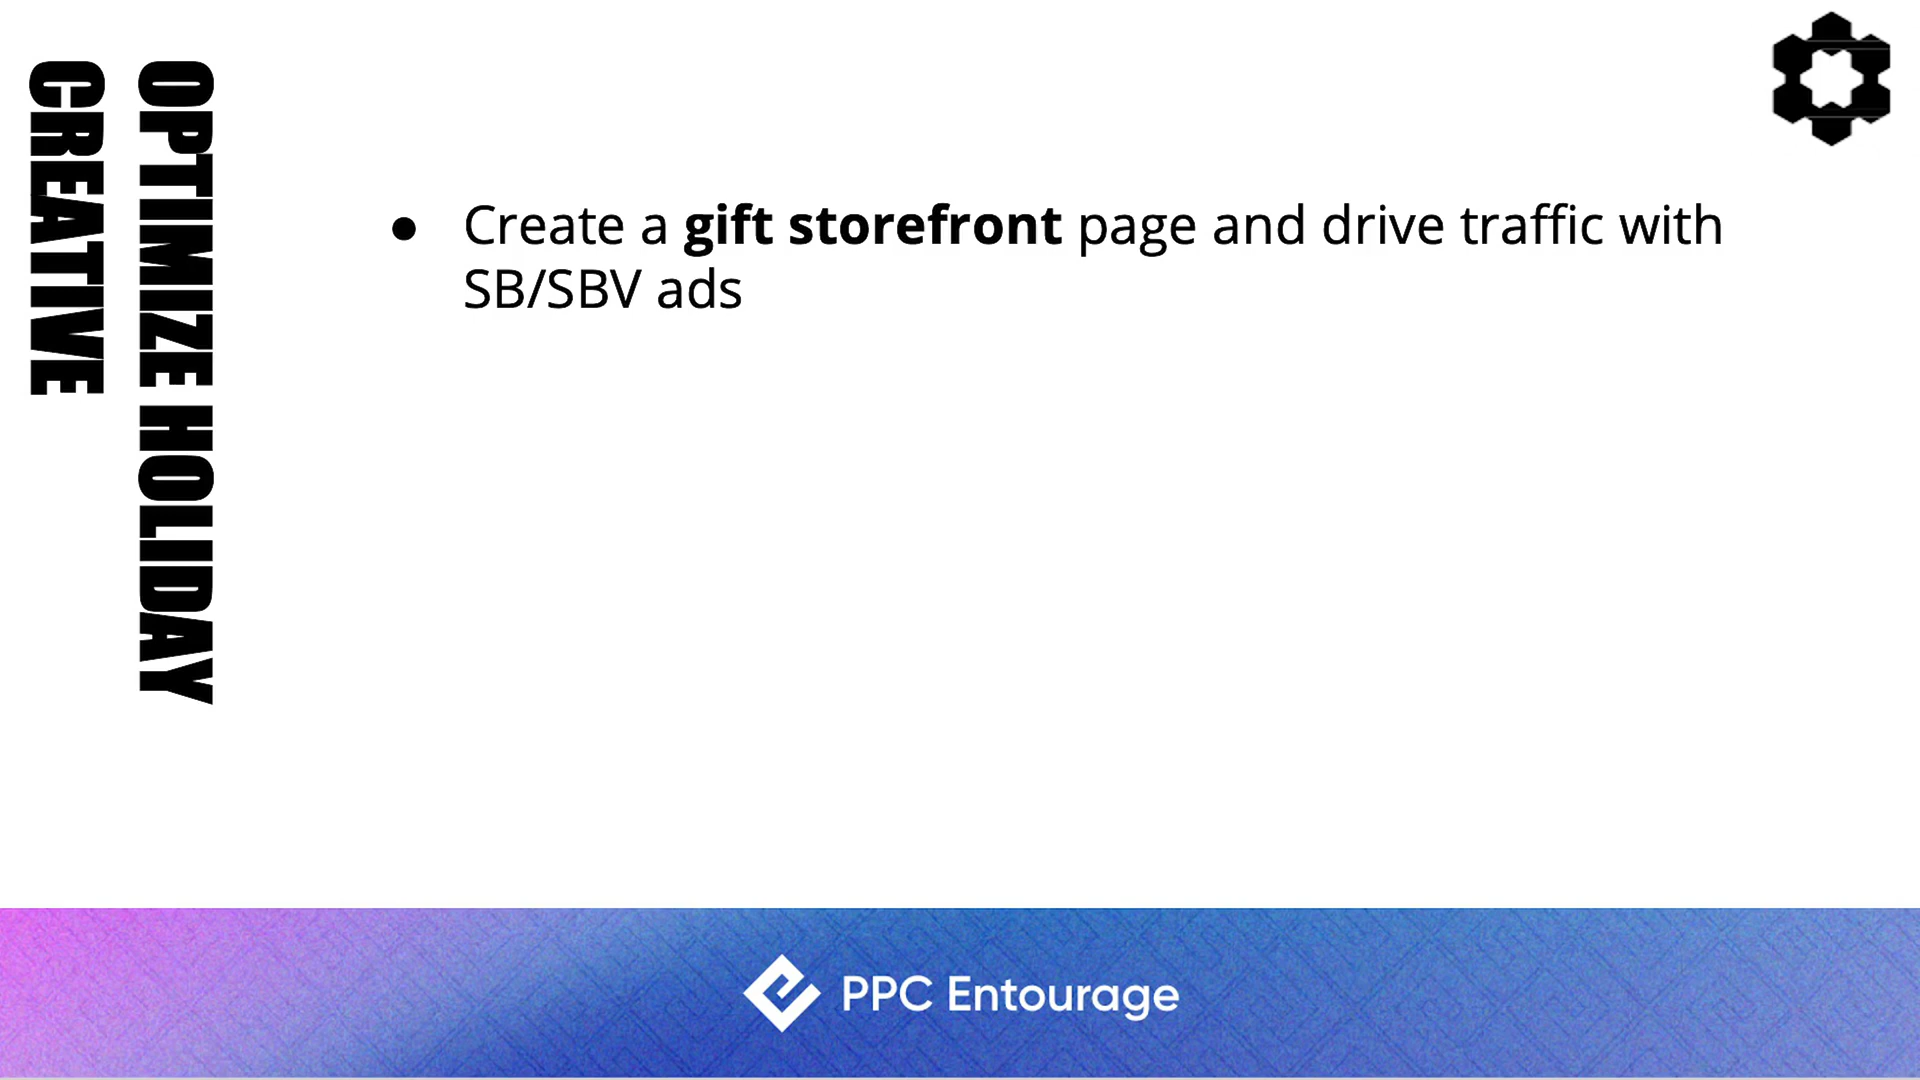 OPTIMIZE HOLIDAY
CREATIVE
● Create a gift storefront page and drive traffic with
SB/SBV ads
PPC Entourage